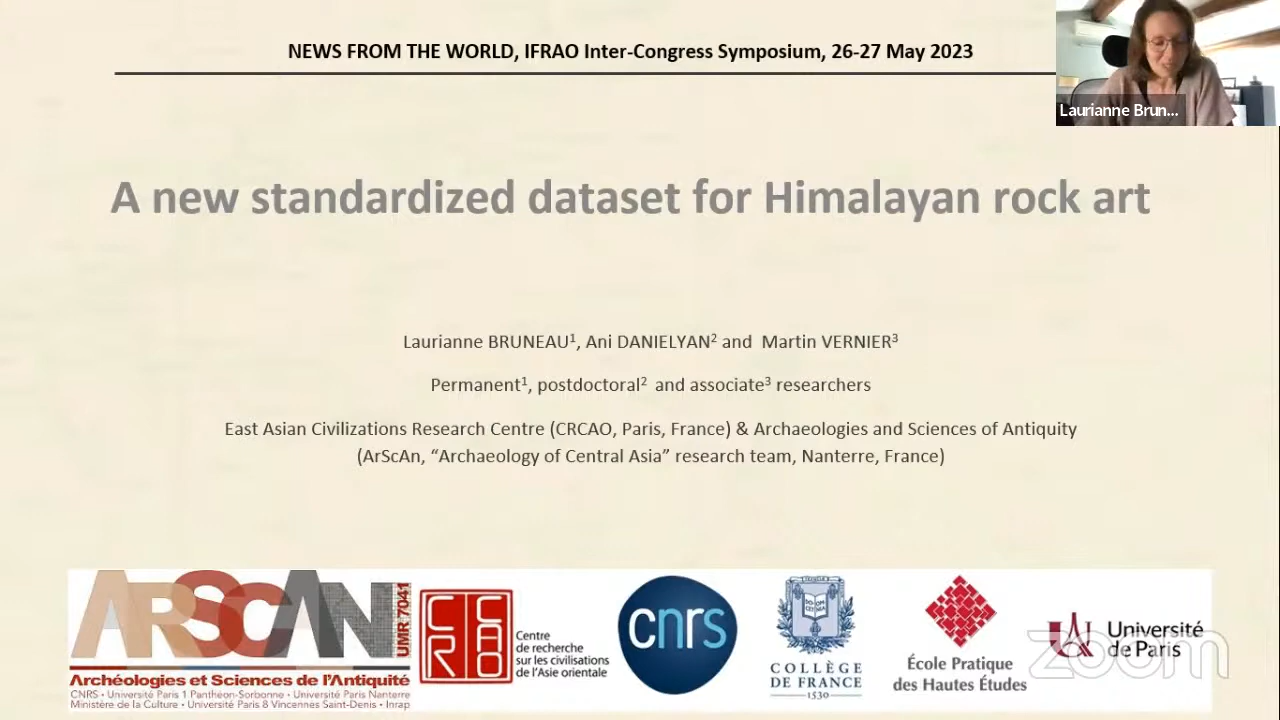 NEWS FROM THE WORLD, IFRAO Inter-Congress Symposium, 26-27 May 2023
Laurianne Brun...
A new standardized dataset for Himalayan rock art
Laurianne BRUNEAU¹, Ani DANIELYAN² and Martin VERNIER³
Permanent¹, postdoctoral² and associate³ researchers
East Asian Civilizations Research Centre (CRCAO, Paris, France) & Archaeologies and Sciences of Antiquity
(ArScAn, “Archaeology of Central Asia” research team, Nanterre, France)
ARSCAN
UMR 7041
Archéologies et Sciences de l'Antiquité
CNRS • Université Paris 1 Pantheon-Sorbonne • Université Paris Nanterre
Ministère de la Culture • Université Paris 8 Vincennes Saint-Denis • Inrap
CRCAO
Centre
de recherche
sur les civilisations
de l'Asie orientale
cnrs
COLLÈGE
DE FRANCE
1530
École Pratique
des Hautes Études
Université
de Paris
zoom